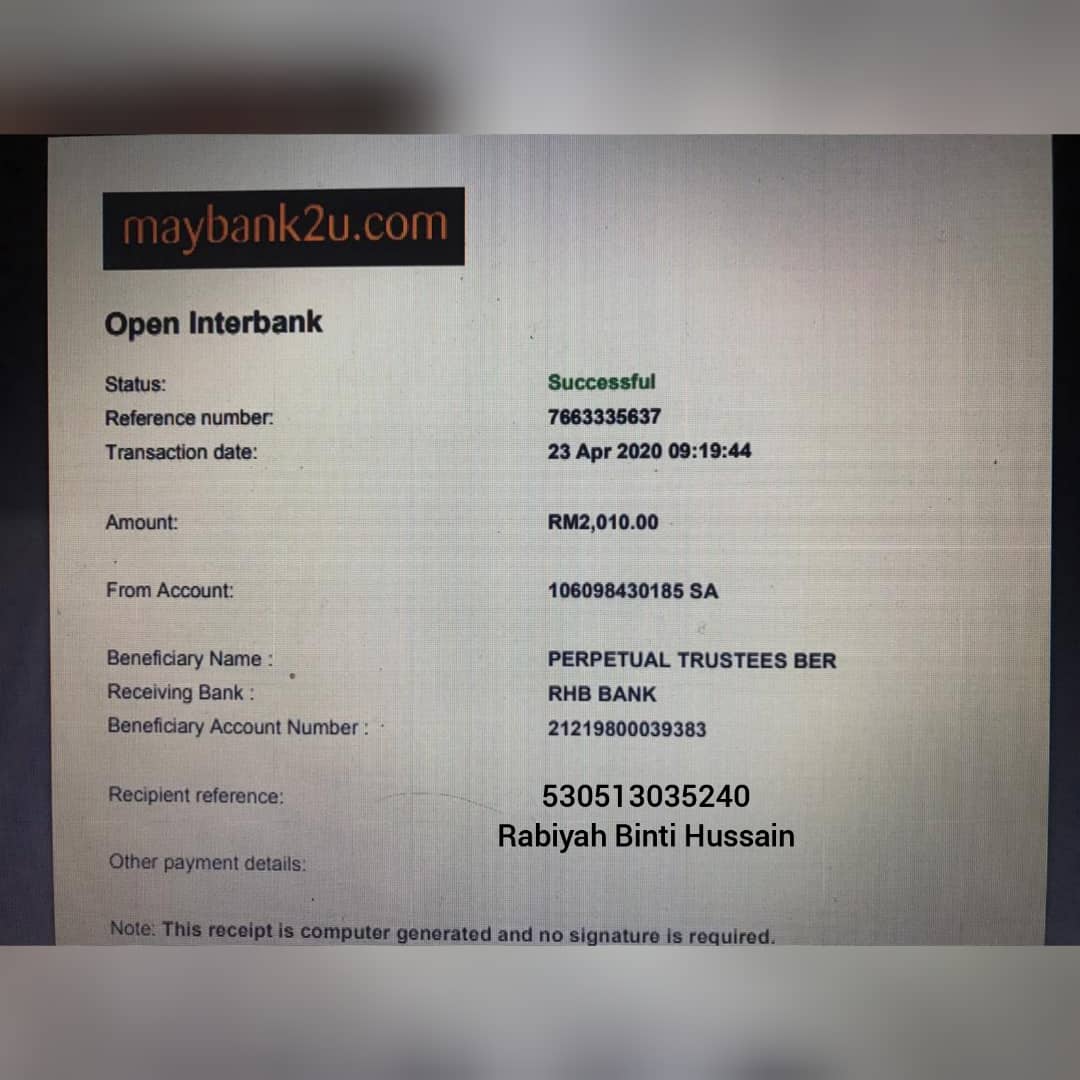 maybank2u.com
Open Interbank
Status: Successful
Reference number: 7663335637
Transaction date: 23 Apr 2020 09:19:44
Amount: RM2,010.00
From Account: 106098430185 SA
Beneficiary Name : PERPETUAL TRUSTEES BER
Receiving Bank : RHB BANK
Beneficiary Account Number : 21219800039383
Recipient reference: 530513035240
Rabiyah Binti Hussain
Other payment details:
Note: This receipt is computer generated and no signature is required.